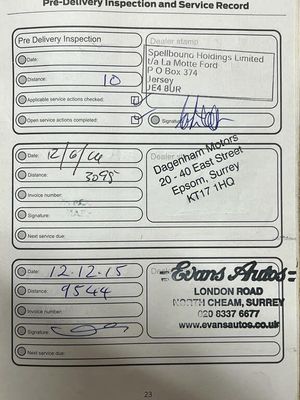 Pre-Delivery Inspection and Service Record
Pre Delivery Inspection
Dealer stamp
Spellbound Holdings Limited
t/a La Motte Ford
P O Box 374
Jersey
JE4 8UR
Date:
Distance: 10
Applicable service actions checked:
Open service actions completed:
Signature:
Date: 12/6/14
Distance: 3098
Invoice number:
Signature:
Next service due:
Dagenham Motors
20 - 40 East Street
Epsom, Surrey
KT17 1HQ
Date: 12.12.15
Distance: 9544
Invoice number:
Signature:
Next service due:
Evans Autos
LONDON ROAD
NORTH CHEAM, SURREY
020 8337 6677
www.evansautos.co.uk
23